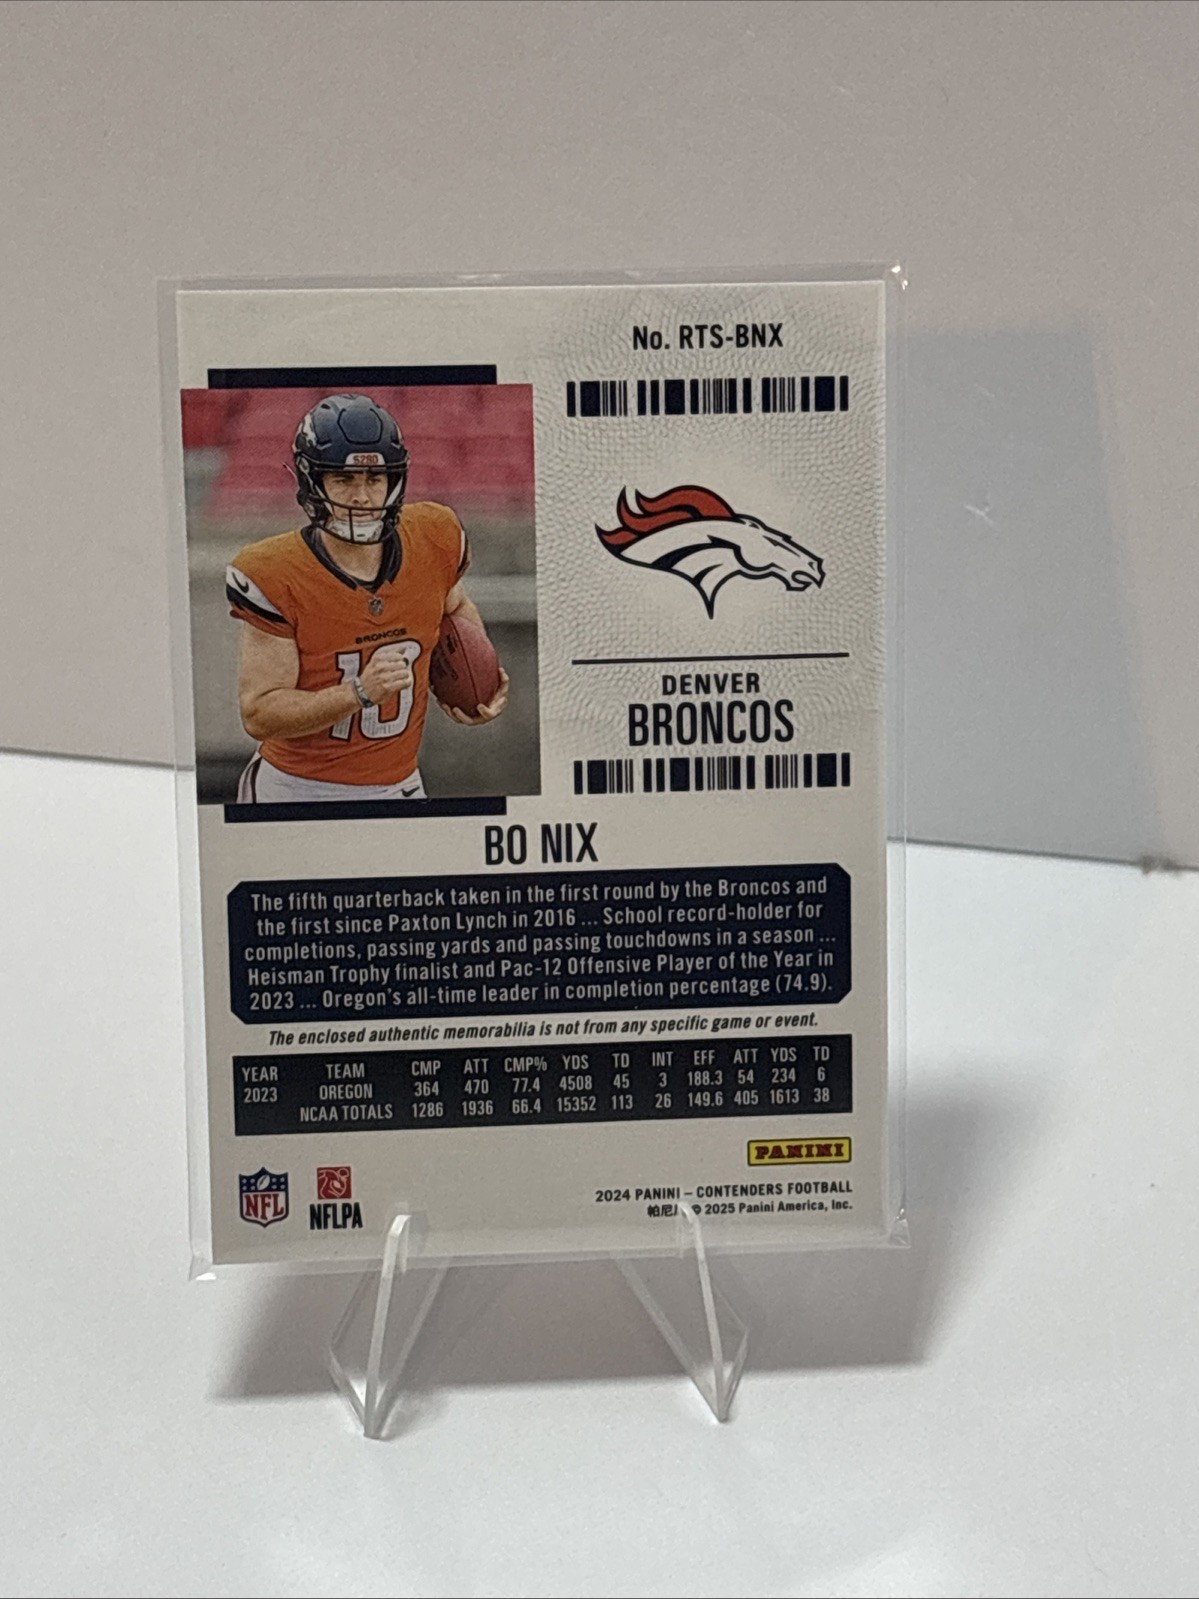 No. RTS-BNX
5280
BRONCOS
10
DENVER
BRONCOS
BO NIX
The fifth quarterback taken in the first round by the Broncos and
the first since Paxton Lynch in 2016 ... School record-holder for
completions, passing yards and passing touchdowns in a season ...
Heisman Trophy finalist and Pac-12 Offensive Player of the Year in
2023 ... Oregon's all-time leader in completion percentage (74.9).
The enclosed authentic memorabilia is not from any specific game or event.
YEAR TEAM CMP ATT CMP% YDS TD INT EFF ATT YDS TD
2023 OREGON 364 470 77.4 4508 45 3 188.3 54 234 6
NCAA TOTALS 1286 1936 66.4 15352 113 26 149.6 405 1613 38
PANINI
NFL
NFLPA
2024 PANINI – CONTENDERS FOOTBALL
帕尼 © 2025 Panini America, Inc.